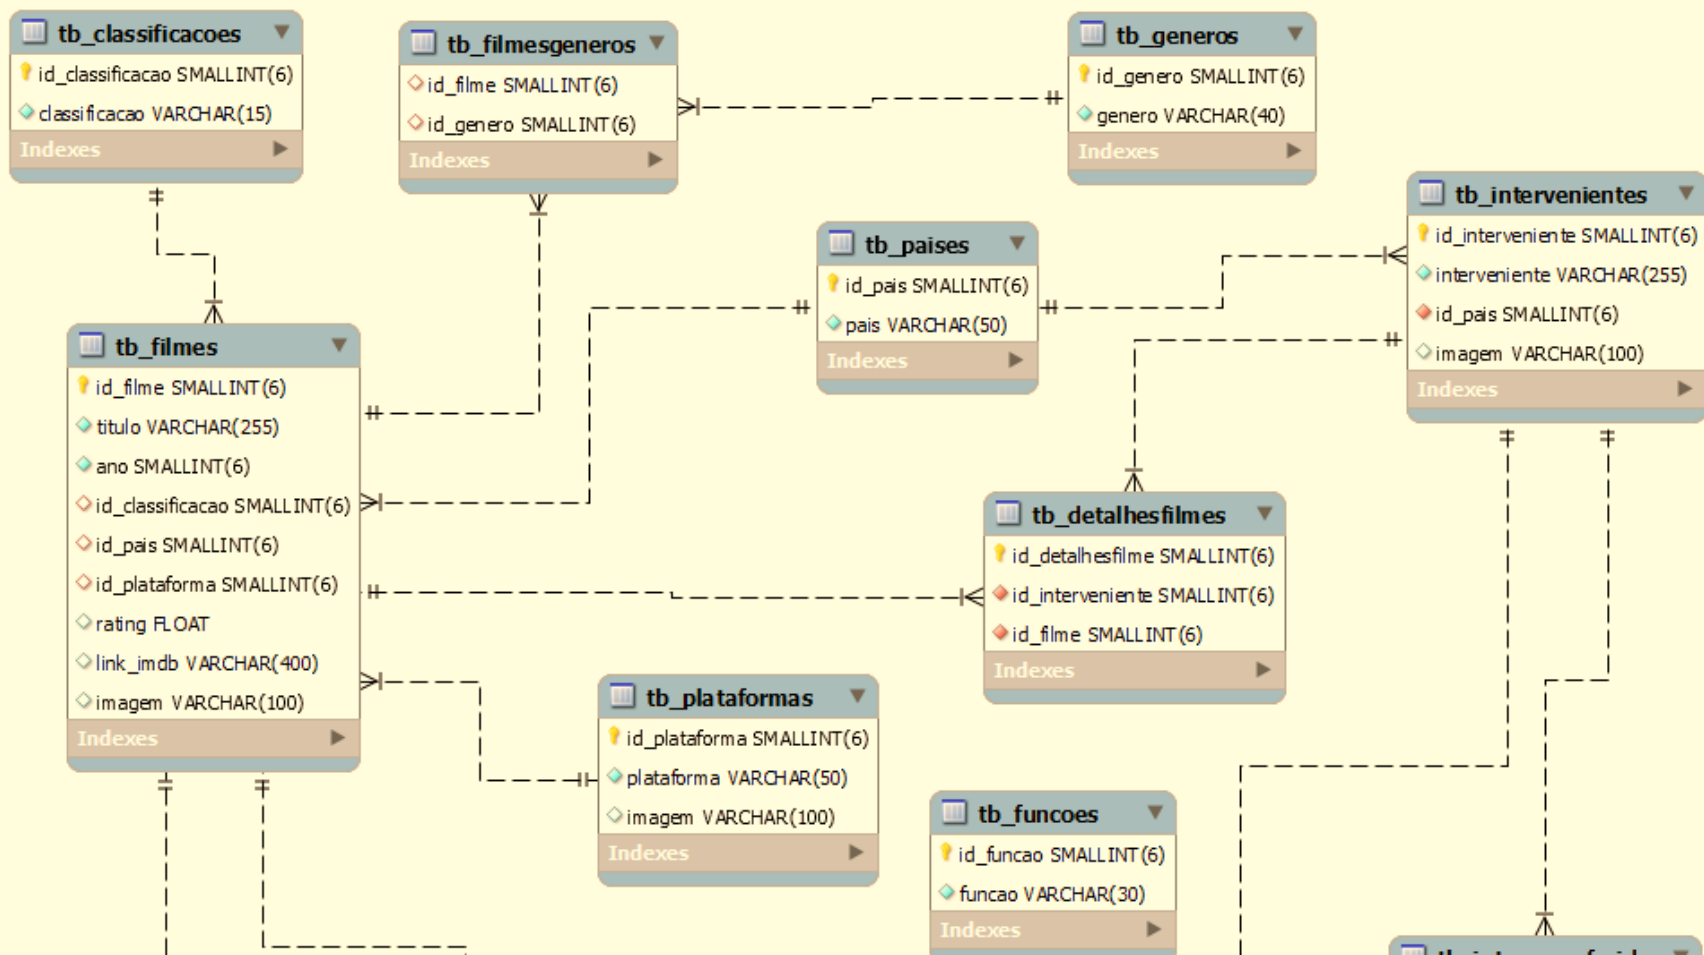 tb_classificacoes
id_classificacao SMALLINT(6)
classificacao VARCHAR(15)
Indexes
tb_filmesgeneros
id_filme SMALLINT(6)
id_genero SMALLINT(6)
Indexes
tb_generos
id_genero SMALLINT(6)
genero VARCHAR(40)
Indexes
tb_intervenientes
id_interveniente SMALLINT(6)
interveniente VARCHAR(255)
id_pais SMALLINT(6)
imagem VARCHAR(100)
Indexes
tb_paises
id_pais SMALLINT(6)
pais VARCHAR(50)
Indexes
tb_filmes
id_filme SMALLINT(6)
titulo VARCHAR(255)
ano SMALLINT(6)
id_classificacao SMALLINT(6)
id_pais SMALLINT(6)
id_plataforma SMALLINT(6)
rating FLOAT
link_imdb VARCHAR(400)
imagem VARCHAR(100)
Indexes
tb_detalhesfilmes
id_detalhesfilme SMALLINT(6)
id_interveniente SMALLINT(6)
id_filme SMALLINT(6)
Indexes
tb_plataformas
id_plataforma SMALLINT(6)
plataforma VARCHAR(50)
imagem VARCHAR(100)
Indexes
tb_funcoes
id_funcao SMALLINT(6)
funcao VARCHAR(30)
Indexes